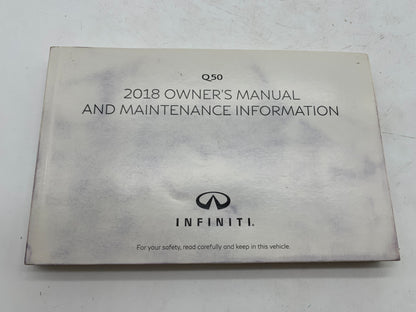 Q50
2018 OWNER'S MANUAL
AND MAINTENANCE INFORMATION
INFINITI
For your safety, read carefully and keep in this vehicle.